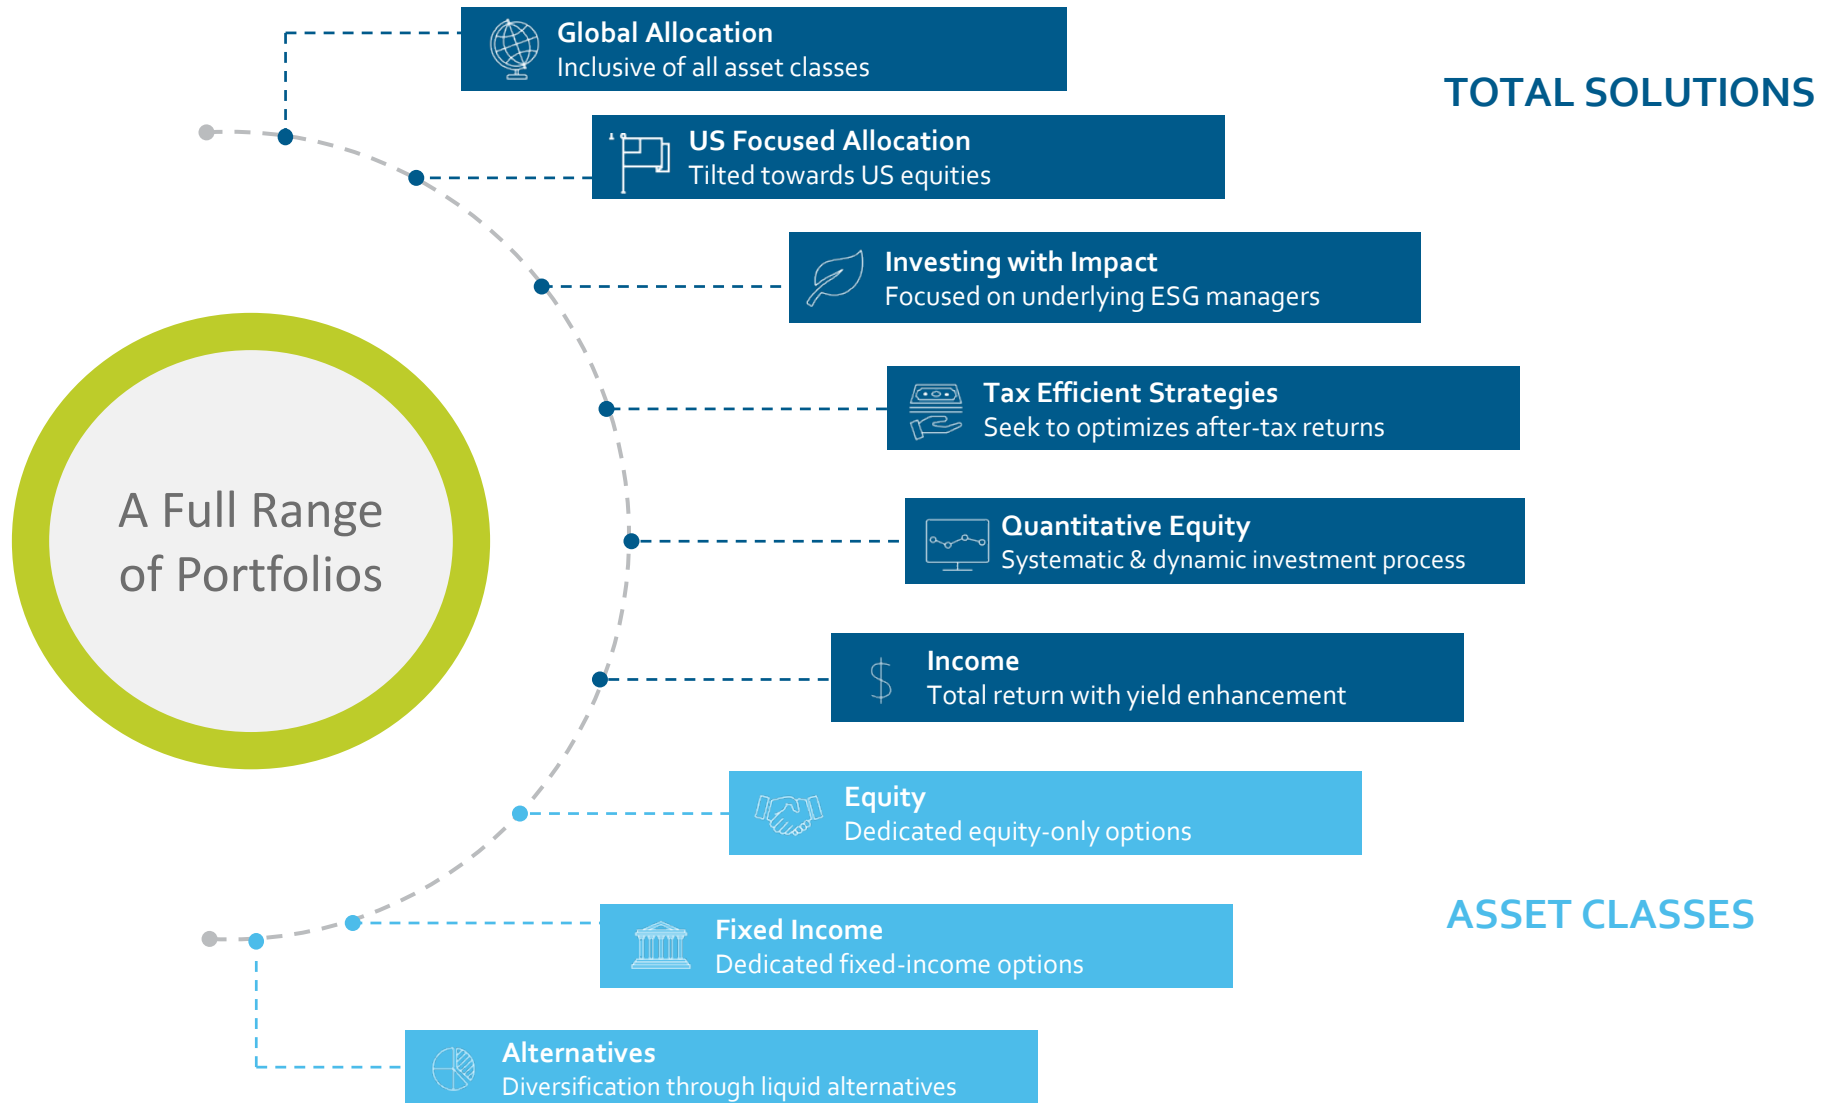 Global Allocation
Inclusive of all asset classes
TOTAL SOLUTIONS
US Focused Allocation
Tilted towards US equities
Investing with Impact
Focused on underlying ESG managers
Tax Efficient Strategies
Seek to optimizes after-tax returns
A Full Range
of Portfolios
Quantitative Equity
Systematic & dynamic investment process
Income
Total return with yield enhancement
Equity
Dedicated equity-only options
ASSET CLASSES
Fixed Income
Dedicated fixed-income options
Alternatives
Diversification through liquid alternatives